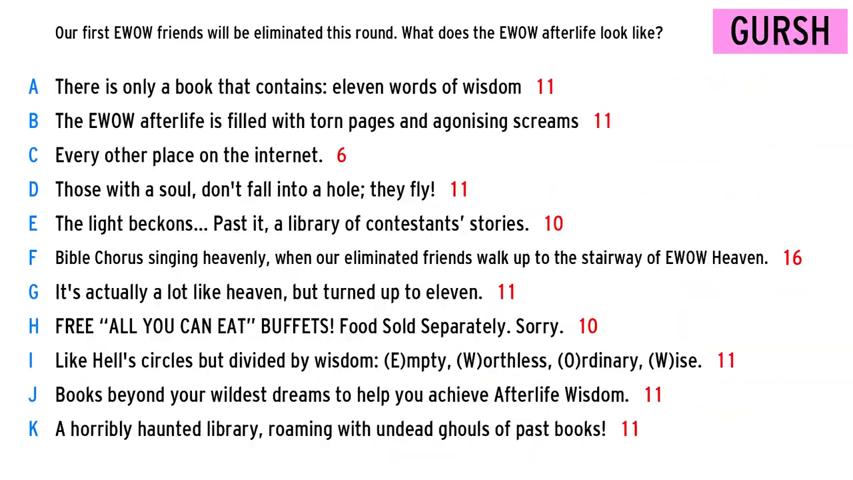 Our first EWOW friends will be eliminated this round. What does the EWOW afterlife look like?
GURSH
A There is only a book that contains: eleven words of wisdom 11
B The EWOW afterlife is filled with torn pages and agonising screams 11
C Every other place on the internet. 6
D Those with a soul, don't fall into a hole; they fly! 11
E The light beckons... Past it, a library of contestants’ stories. 10
F Bible Chorus singing heavenly, when our eliminated friends walk up to the stairway of EWOW Heaven. 16
G It's actually a lot like heaven, but turned up to eleven. 11
H FREE “ALL YOU CAN EAT” BUFFETS! Food Sold Separately. Sorry. 10
I Like Hell's circles but divided by wisdom: (E)mpty, (W)orthless, (O)rdinary, (W)ise. 11
J Books beyond your wildest dreams to help you achieve Afterlife Wisdom. 11
K A horribly haunted library, roaming with undead ghouls of past books! 11